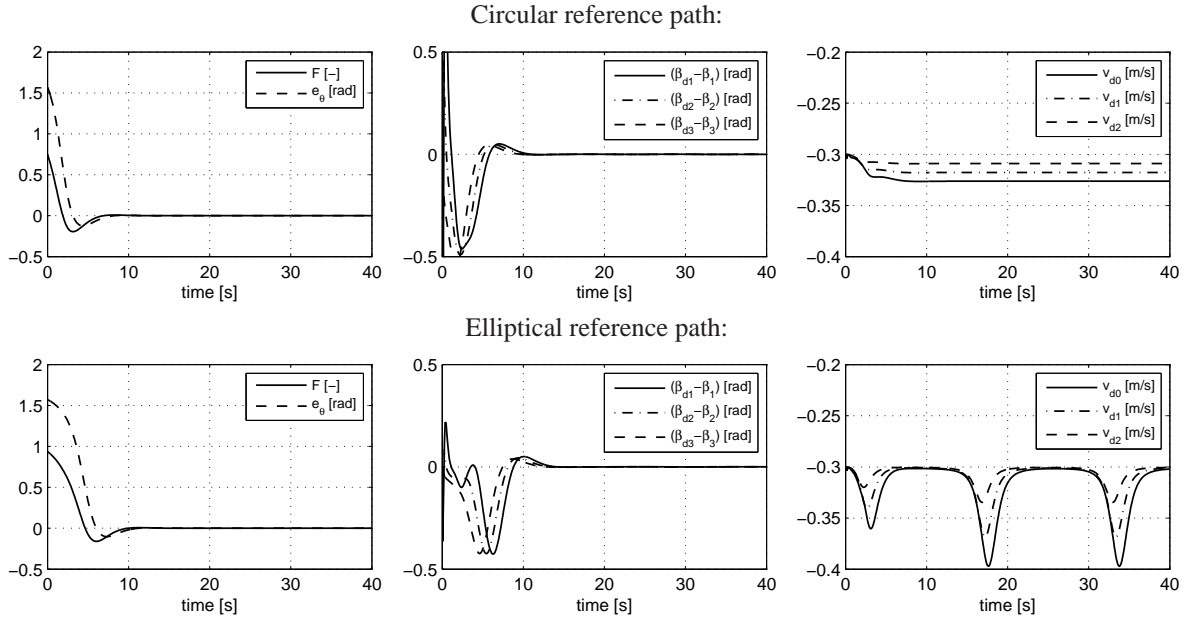 Circular reference path:
2
1.5
1
0.5
0
−0.5
0
10
20
30
40
time [s]
F [−]
e_θ [rad]
0.5
0
−0.5
0
10
20
30
40
time [s]
(β_d1−β_1) [rad]
(β_d2−β_2) [rad]
(β_d3−β_3) [rad]
−0.2
−0.25
−0.3
−0.35
−0.4
0
10
20
30
40
time [s]
v_d0 [m/s]
v_d1 [m/s]
v_d2 [m/s]
Elliptical reference path:
2
1.5
1
0.5
0
−0.5
0
10
20
30
40
time [s]
F [−]
e_θ [rad]
0.5
0
−0.5
0
10
20
30
40
time [s]
(β_d1−β_1) [rad]
(β_d2−β_2) [rad]
(β_d3−β_3) [rad]
−0.2
−0.25
−0.3
−0.35
−0.4
0
10
20
30
40
time [s]
v_d0 [m/s]
v_d1 [m/s]
v_d2 [m/s]